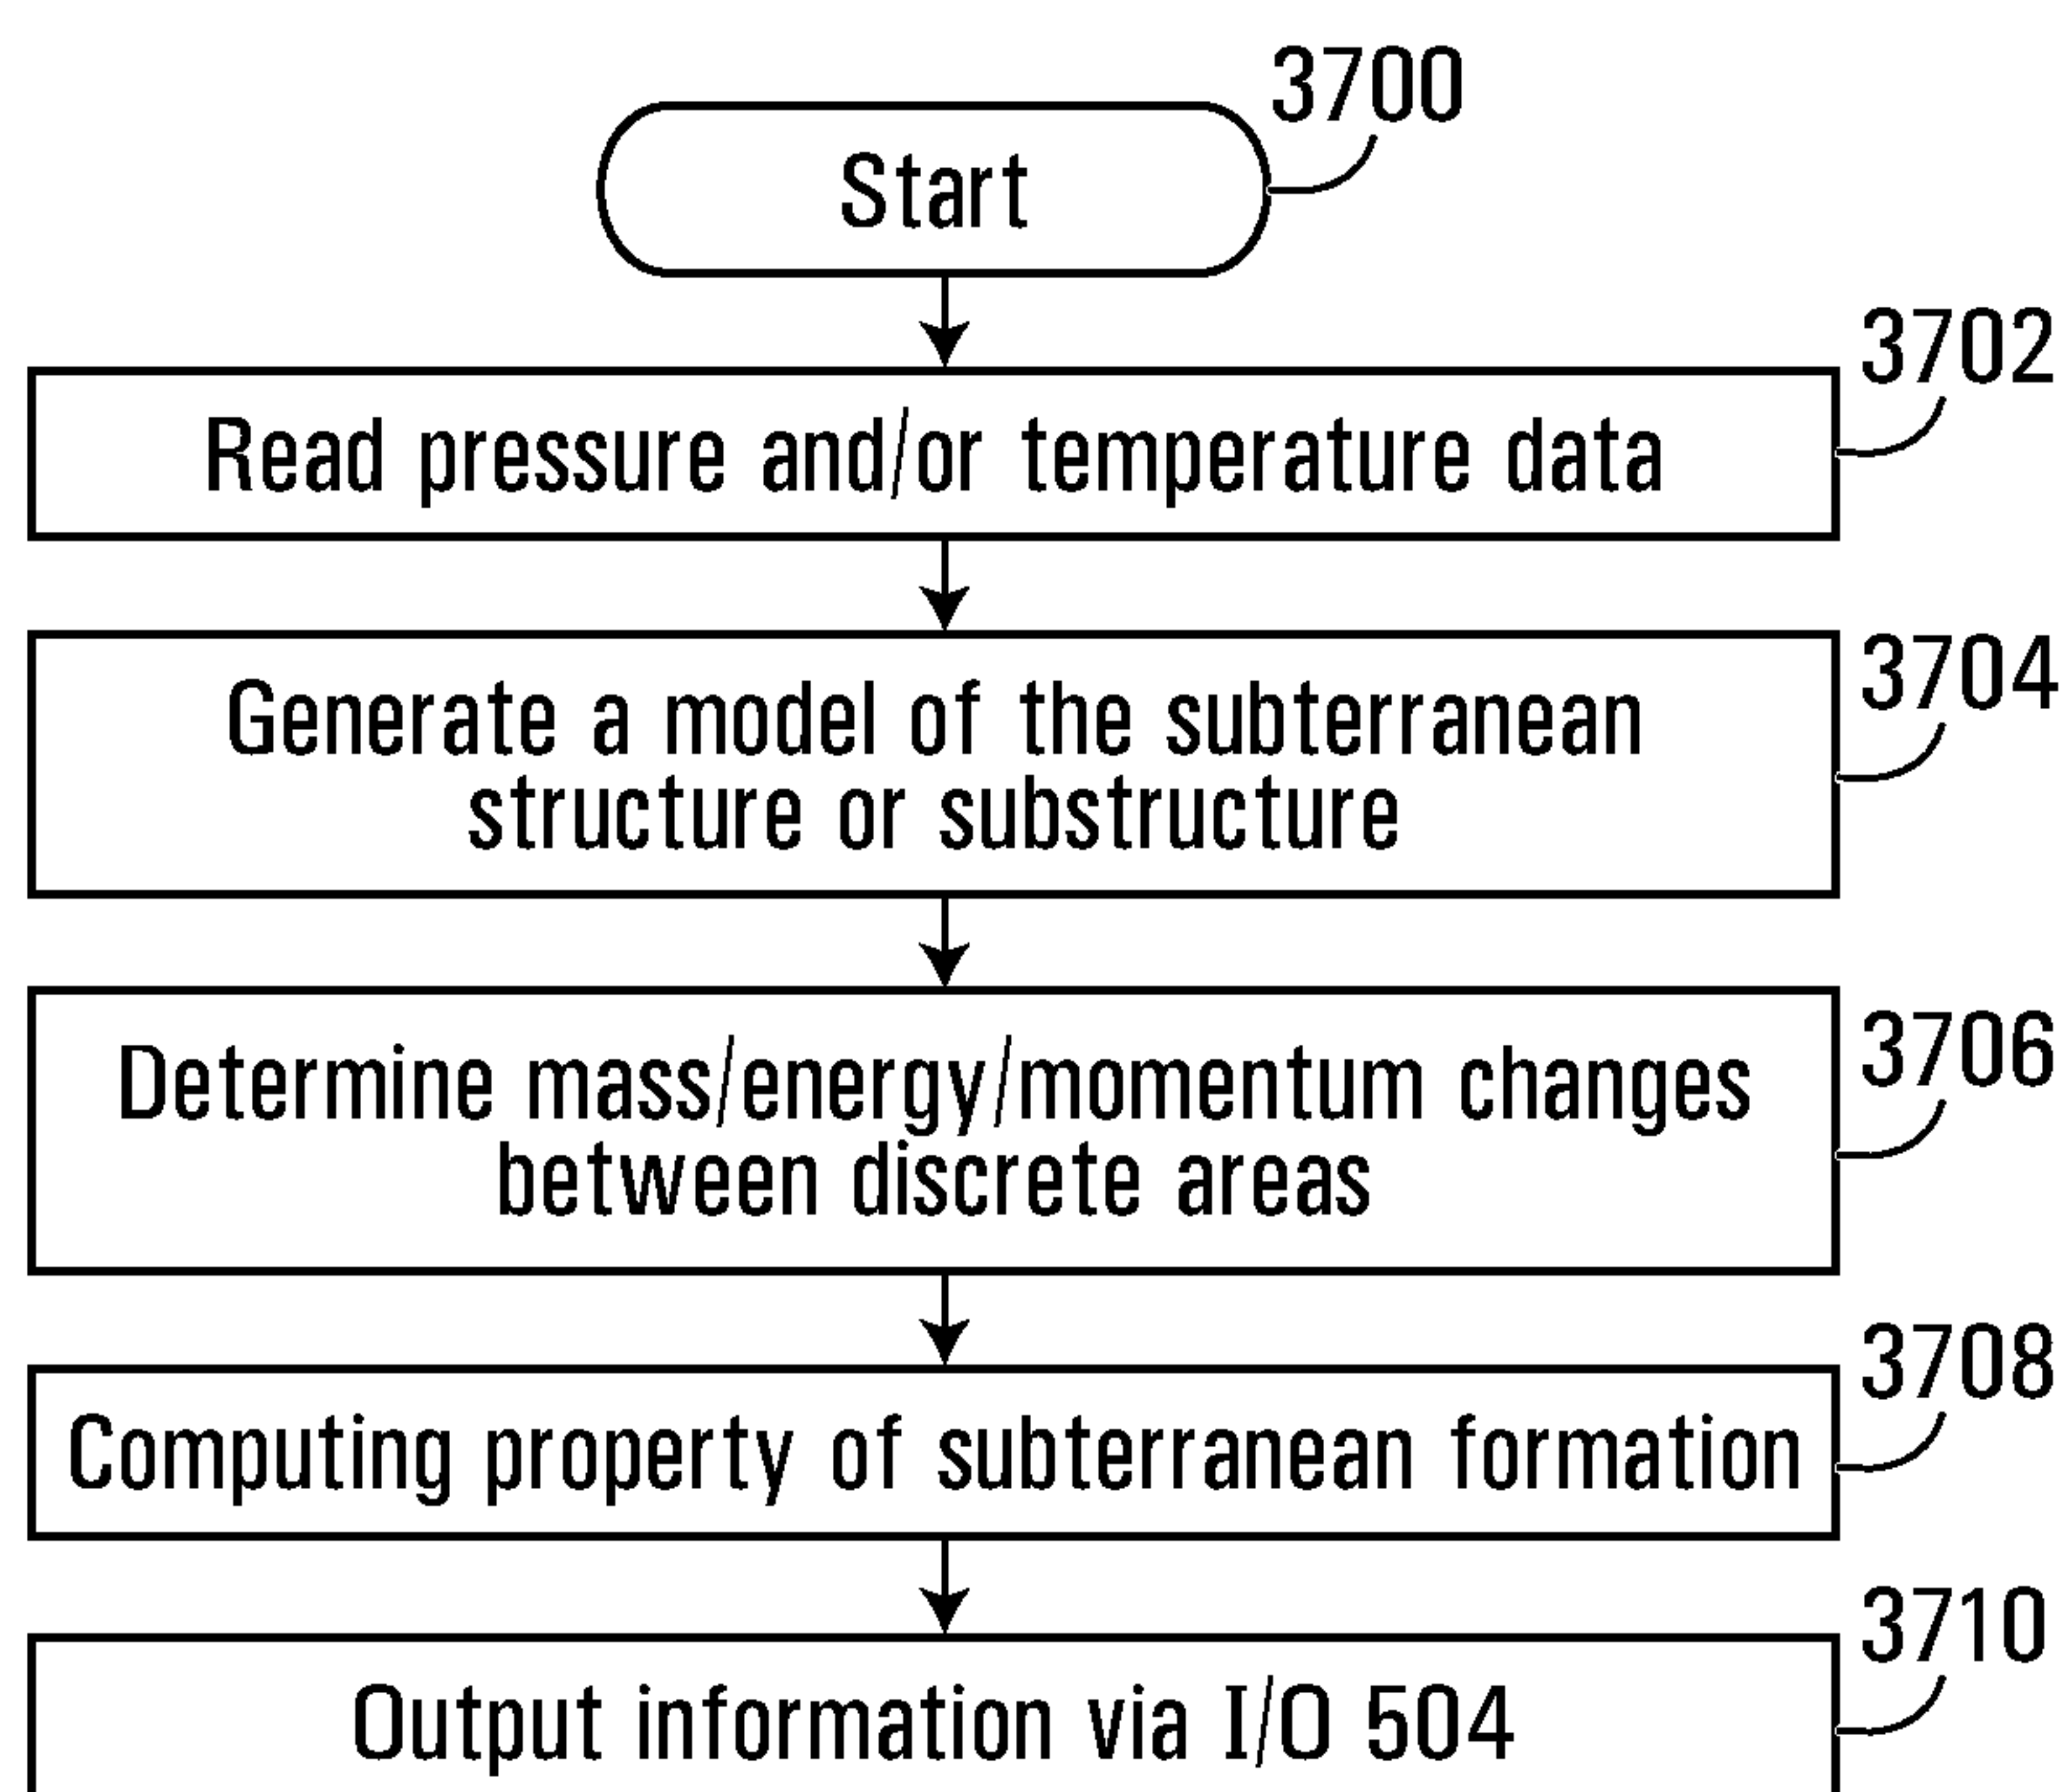 3700
Start
3702
Read pressure and/or temperature data
3704
Generate a model of the subterranean
structure or substructure
3706
Determine mass/energy/momentum changes
between discrete areas
3708
Computing property of subterranean formation
3710
Output information via I/O 504